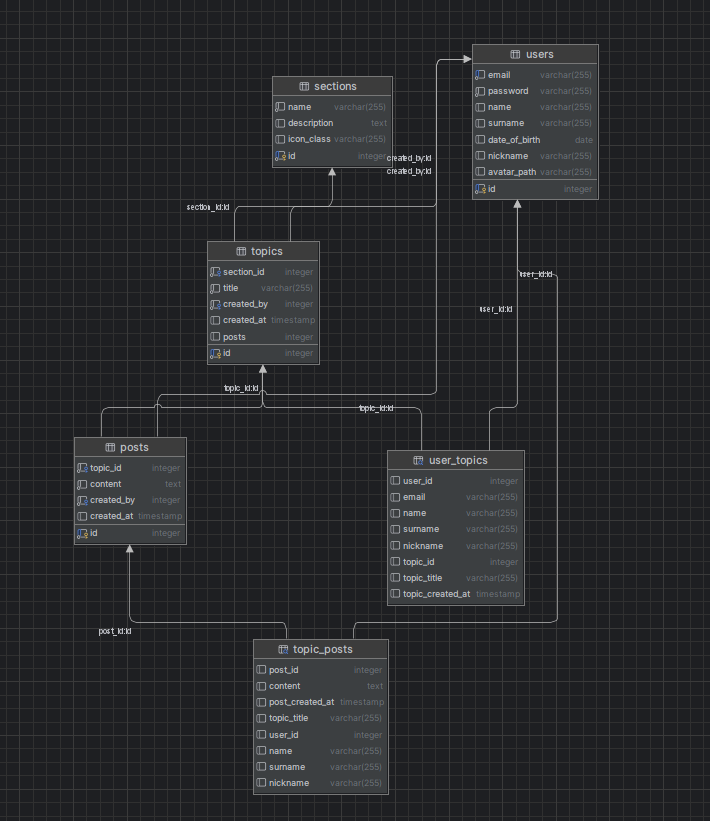 users
email varchar(255)
password varchar(255)
name varchar(255)
surname varchar(255)
date_of_birth date
nickname varchar(255)
avatar_path varchar(255)
id integer
sections
name varchar(255)
description text
icon_class varchar(255)
id integer
created_by:id
created_by:id
section_id:id
topics
section_id integer
title varchar(255)
created_by integer
created_at timestamp
posts integer
id integer
user_id:id
user_id:id
topic_id:id
topic_id:id
posts
topic_id integer
content text
created_by integer
created_at timestamp
id integer
user_topics
user_id integer
email varchar(255)
name varchar(255)
surname varchar(255)
nickname varchar(255)
topic_id integer
topic_title varchar(255)
topic_created_at timestamp
post_id:id
topic_posts
post_id integer
content text
post_created_at timestamp
topic_title varchar(255)
user_id integer
name varchar(255)
surname varchar(255)
nickname varchar(255)